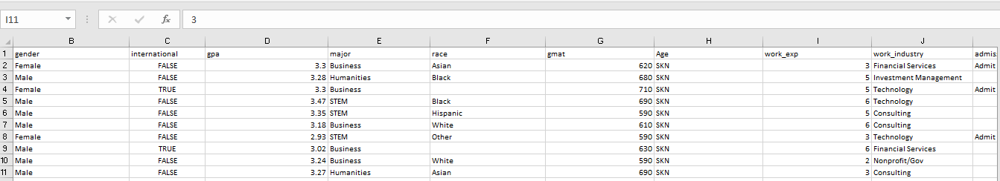 I11 fx 3
B C D E F G H I J
1 gender international gpa major race gmat Age work_exp work_industry admis
2 Female FALSE 3.3 Business Asian 620 SKN 3 Financial Services Admit
3 Male FALSE 3.28 Humanities Black 680 SKN 5 Investment Management
4 Female TRUE 3.3 Business 710 SKN 5 Technology Admit
5 Male FALSE 3.47 STEM Black 690 SKN 6 Technology
6 Male FALSE 3.35 STEM Hispanic 590 SKN 5 Consulting
7 Male FALSE 3.18 Business White 610 SKN 6 Consulting
8 Female FALSE 2.93 STEM Other 590 SKN 3 Technology Admit
9 Male TRUE 3.02 Business 630 SKN 6 Financial Services
10 Male FALSE 3.24 Business White 590 SKN 2 Nonprofit/Gov
11 Male FALSE 3.27 Humanities Asian 690 SKN 3 Consulting